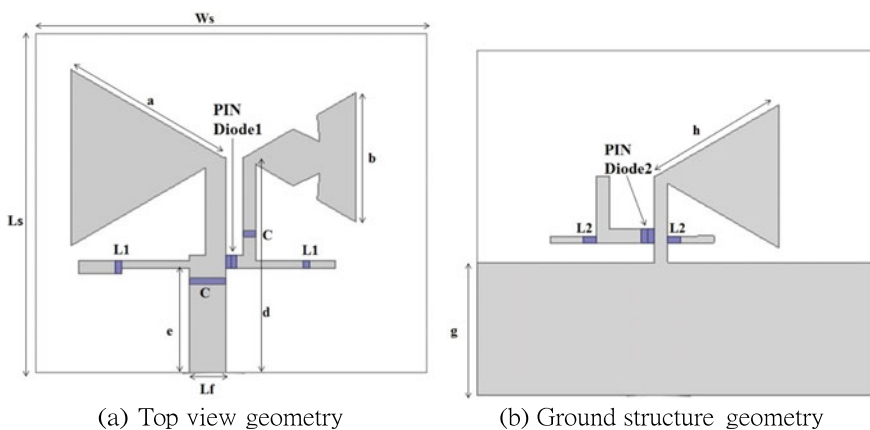 Ws
a
PIN
Diode1
b
Ls
L1
C
L1
C
e
d
Lf
(a) Top view geometry
h
PIN
Diode2
L2
L2
g
(b) Ground structure geometry